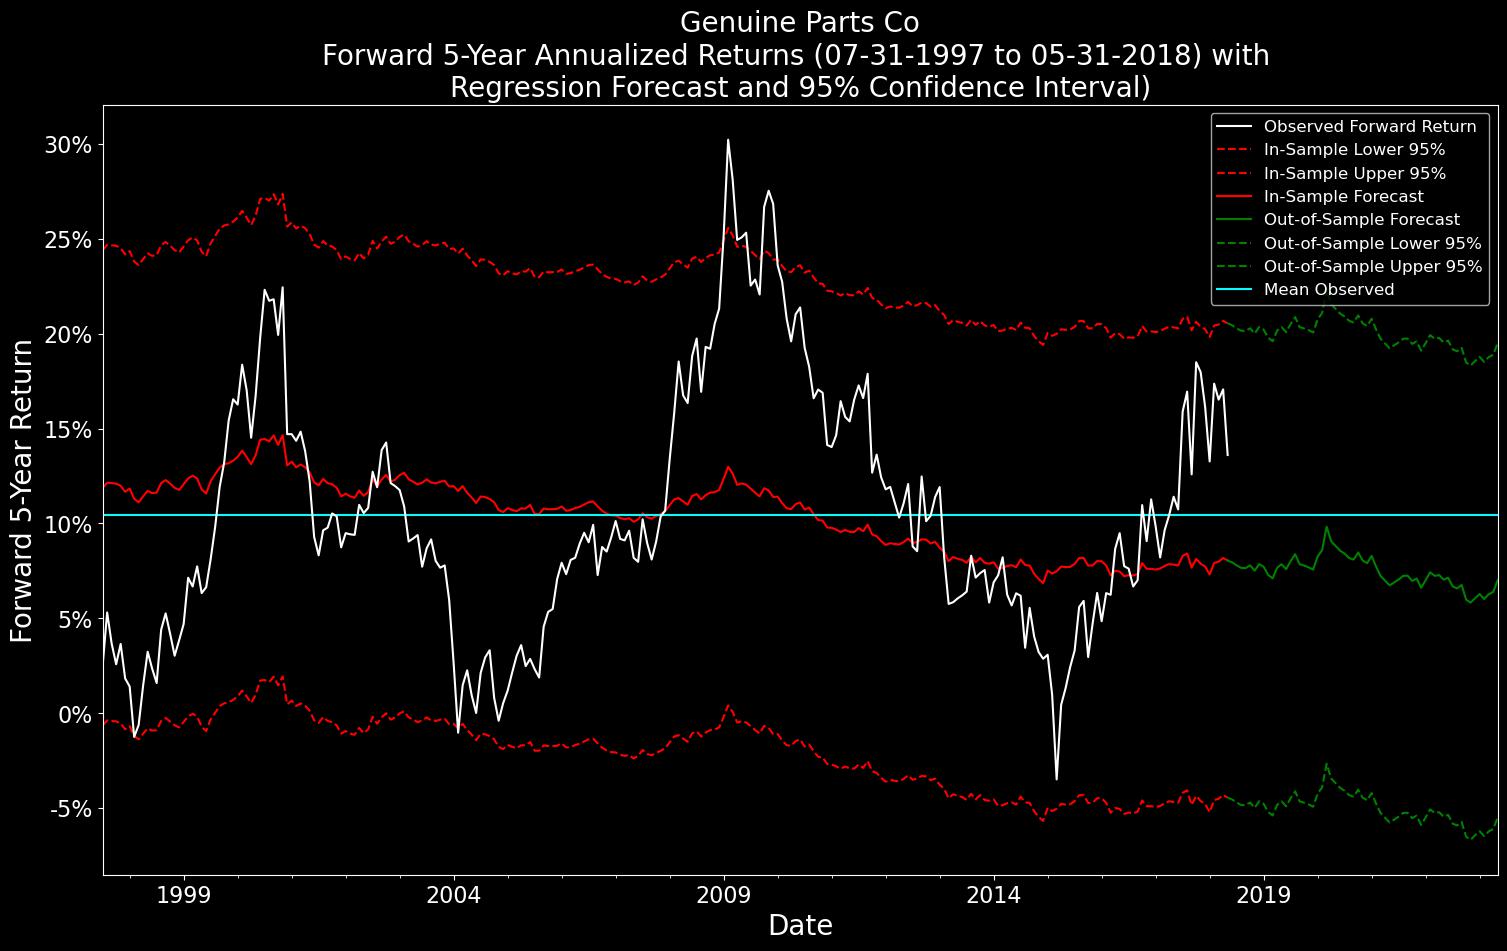 Genuine Parts Co
Forward 5-Year Annualized Returns (07-31-1997 to 05-31-2018) with
Regression Forecast and 95% Confidence Interval)
Observed Forward Return
In-Sample Lower 95%
In-Sample Upper 95%
In-Sample Forecast
Out-of-Sample Forecast
Out-of-Sample Lower 95%
Out-of-Sample Upper 95%
Mean Observed
Forward 5-Year Return
30%
25%
20%
15%
10%
5%
0%
-5%
1999 2004 2009 2014 2019
Date